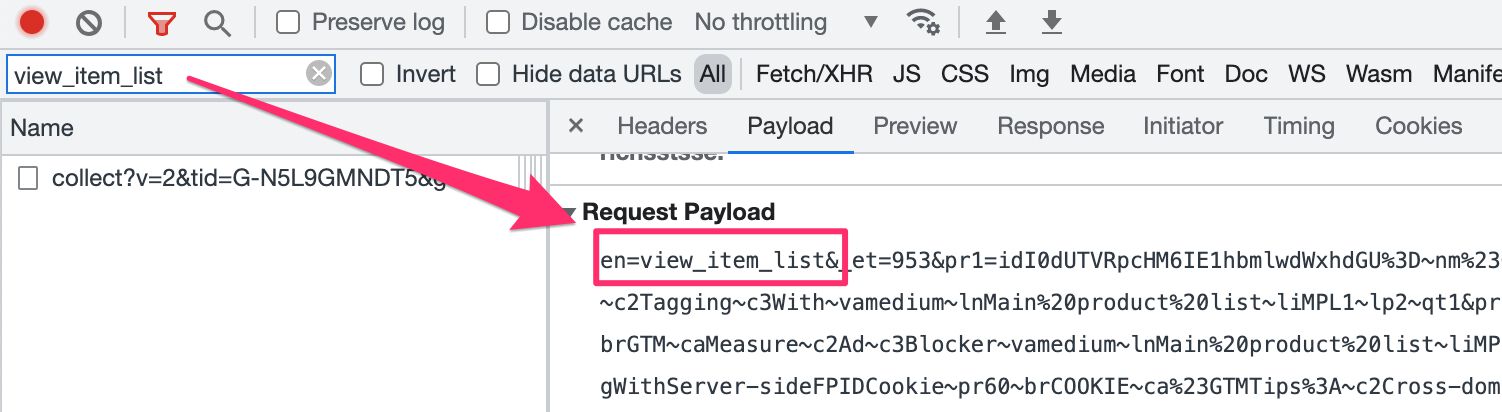 Preserve log Disable cache No throttling
view_item_list Invert Hide data URLs All Fetch/XHR JS CSS Img Media Font Doc WS Wasm Manife
Name
Headers Payload Preview Response Initiator Timing Cookies
collect?v=2&tid=G-N5L9GMNDT5&g
Request Payload
en=view_item_list&_et=953&pr1=idI0dUTVRpcHM6IE1hbmlwdWxhdGU%3D~nm%23
~c2Tagging~c3With~vamedium~lnMain%20product%20list~liMPL1~lp2~qt1&pr
brGTM~caMeasure~c2Ad~c3Blocker~vamedium~lnMain%20product%20list~liMP
gWithServer-sideFPIDCookie~pr60~brCOOKIE~ca%23GTMTips%3A~c2Cross-dom